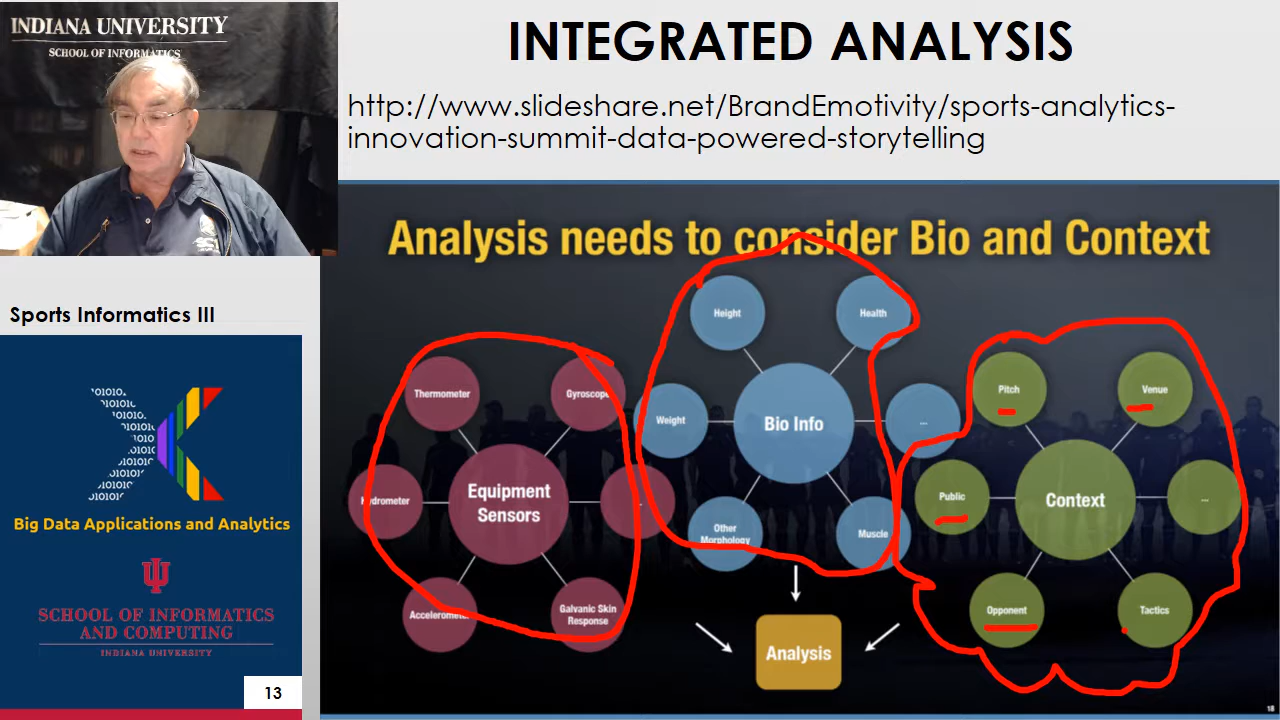 INDIANA UNIVERSITY
SCHOOL OF INFORMATICS
INTEGRATED ANALYSIS
http://www.slideshare.net/BrandEmotivity/sports-analytics-
innovation-summit-data-powered-storytelling
Sports Informatics III
Big Data Applications and Analytics
SCHOOL OF INFORMATICS
AND COMPUTING
INDIANA UNIVERSITY
13
Analysis needs to consider Bio and Context
Thermometer
Gyroscope
Hydrometer
Equipment
Sensors
...
Accelerometer
Galvanic Skin
Response
Height
Health
Weight
Bio Info
...
Other
Morphology
Muscle
Pitch
Venue
Public
Context
...
Opponent
Tactics
Analysis
18